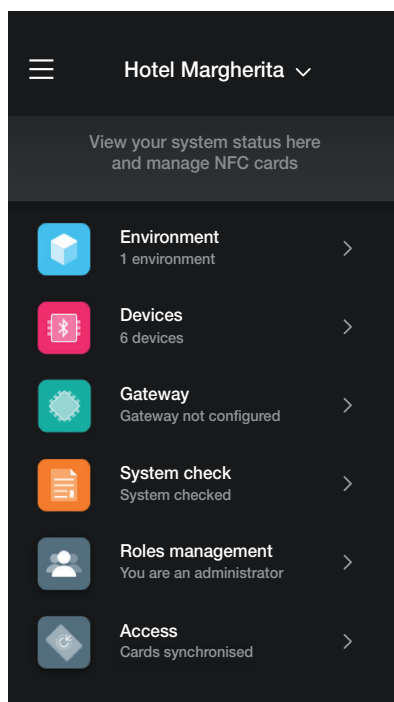 Hotel Margherita
View your system status here
and manage NFC cards
Environment
1 environment
Devices
6 devices
Gateway
Gateway not configured
System check
System checked
Roles management
You are an administrator
Access
Cards synchronised